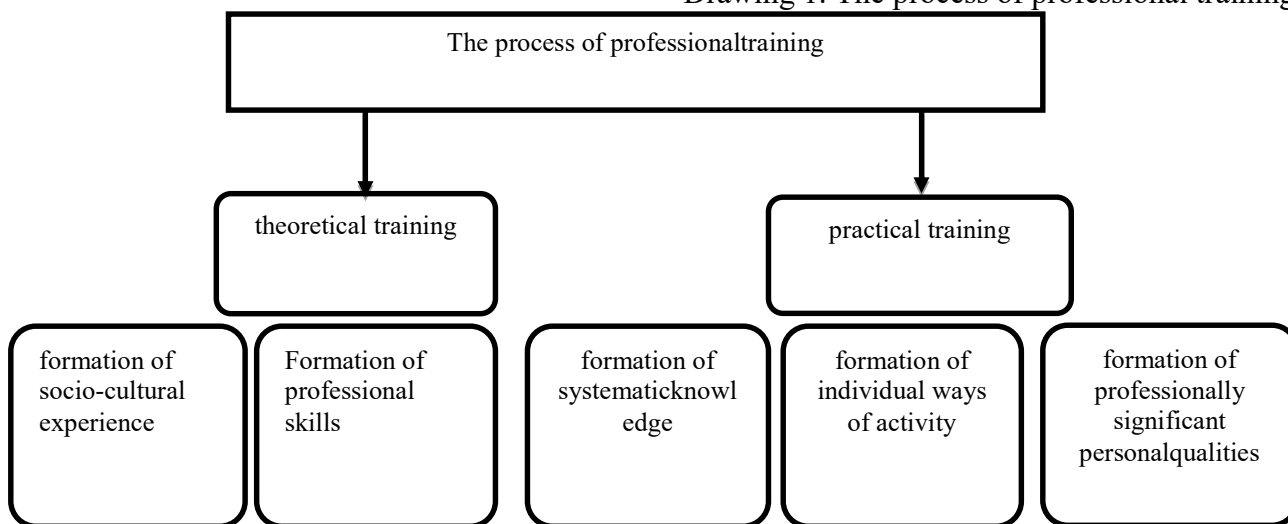 Drawing 1. The process of professional training
The process of professionaltraining
theoretical training
practical training
formation of
socio-cultural
experience
Formation of
professional
skills
formation of
systematicknowl
edge
formation of
individual ways
of activity
formation of
professionally
significant
personalqualities